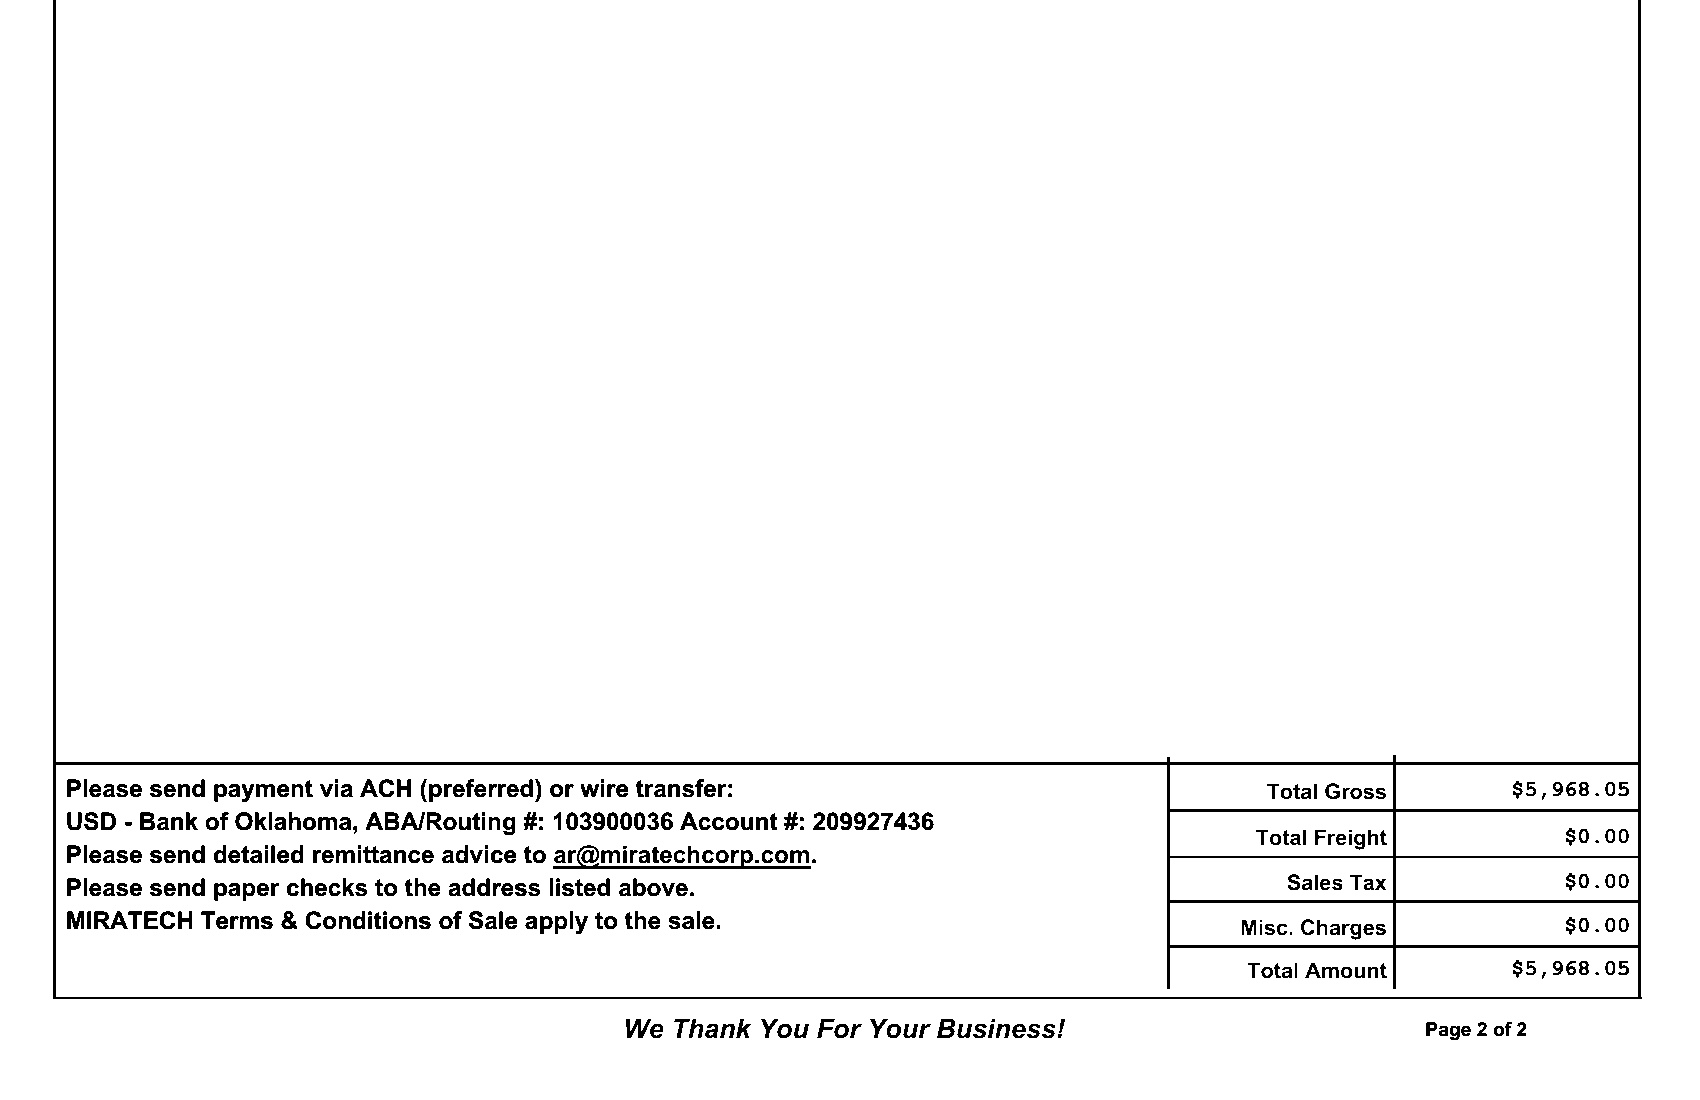 Please send payment via ACH (preferred) or wire transfer:
USD - Bank of Oklahoma, ABA/Routing #: 103900036 Account #: 209927436
Please send detailed remittance advice to ar@miratechcorp.com.
Please send paper checks to the address listed above.
MIRATECH Terms & Conditions of Sale apply to the sale.
Total Gross $5,968.05
Total Freight $0.00
Sales Tax $0.00
Misc. Charges $0.00
Total Amount $5,968.05
We Thank You For Your Business!
Page 2 of 2